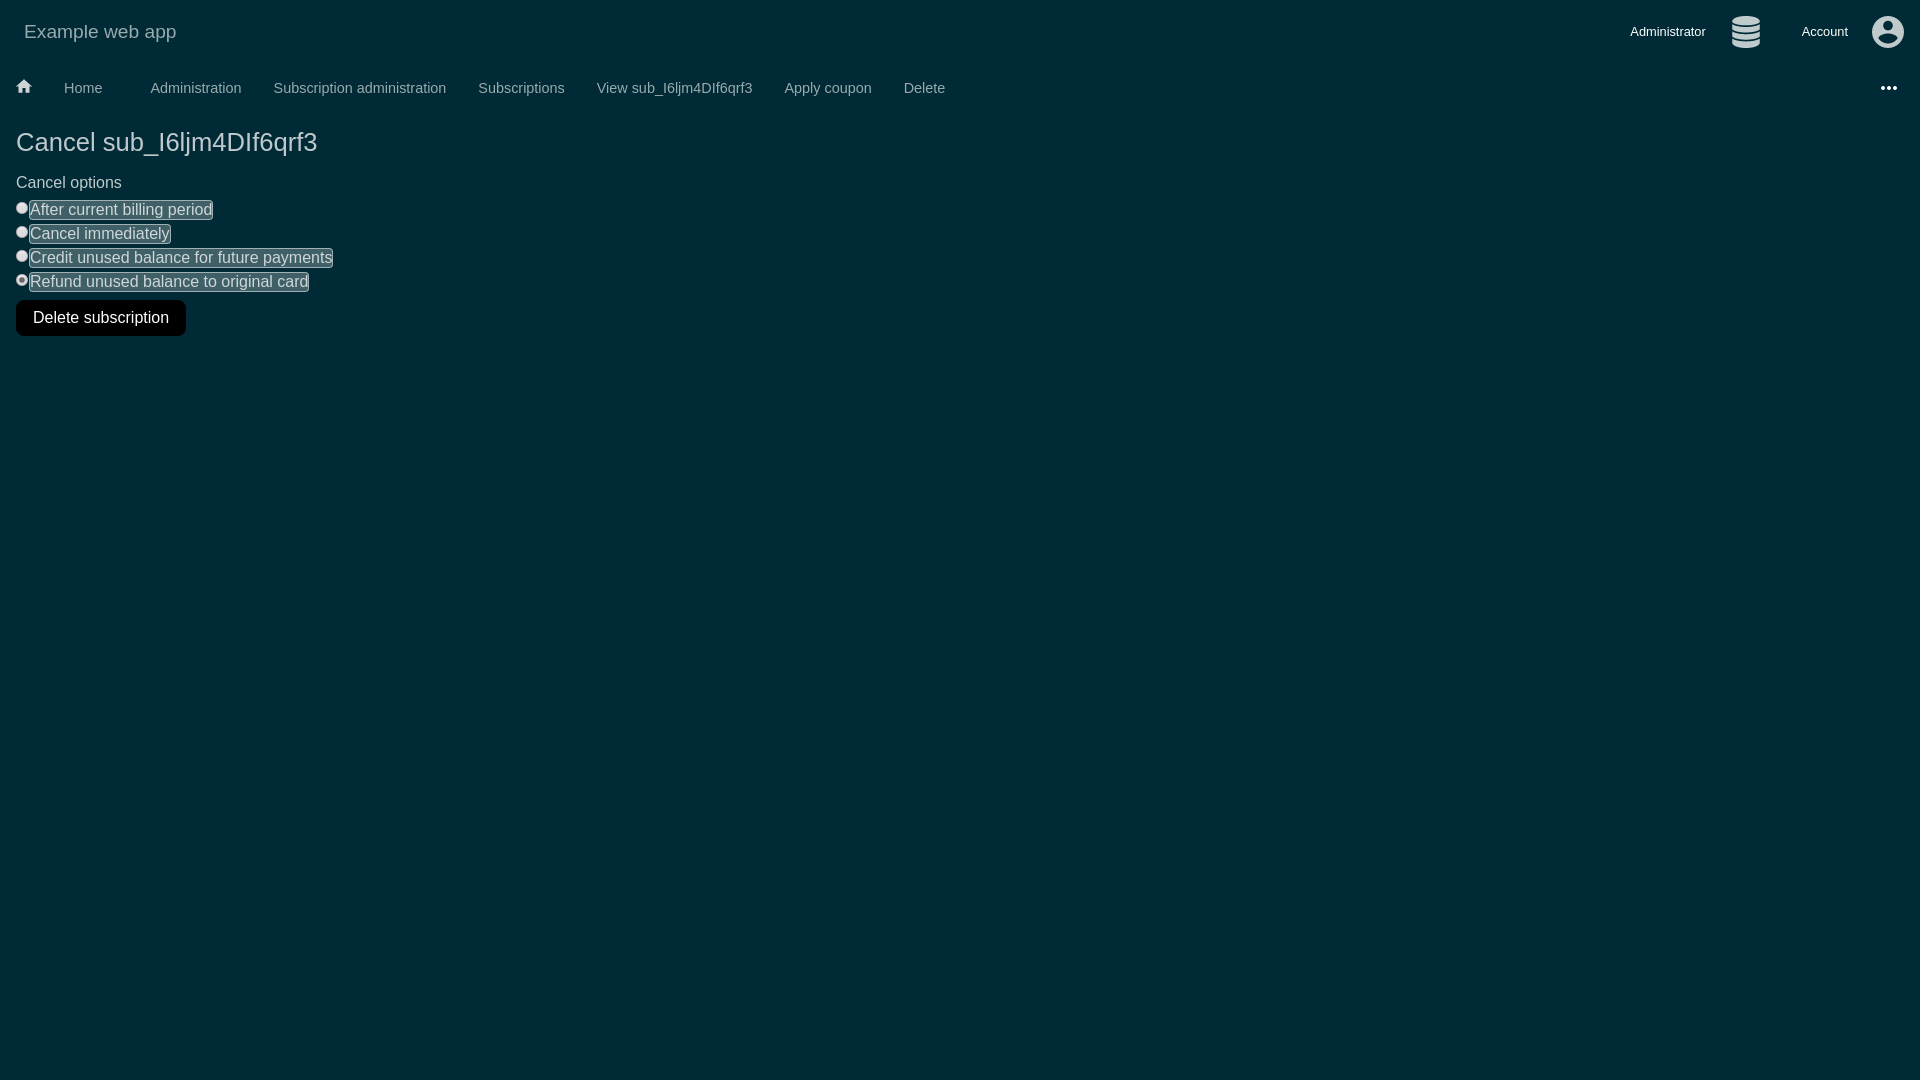 Example web app
Administrator
Account
Home
Administration
Subscription administration
Subscriptions
View sub_I6ljm4DIf6qrf3
Apply coupon
Delete
Cancel sub_I6ljm4DIf6qrf3
Cancel options
After current billing period
Cancel immediately
Credit unused balance for future payments
Refund unused balance to original card
Delete subscription